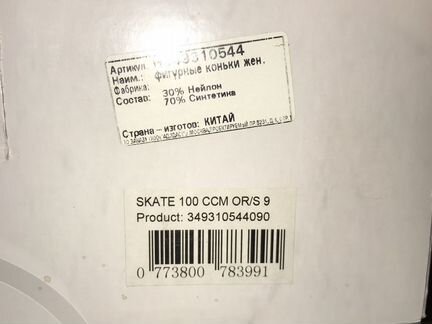 Артикул: 349310544
Наим.: фигурные коньки жен.
Фабрика:
Состав: 30% Нейлон
70% Синтетика
Страна-изготов: КИТАЙ
SKATE 100 CCM OR/S 9
Product: 349310544090
0 773800 783991